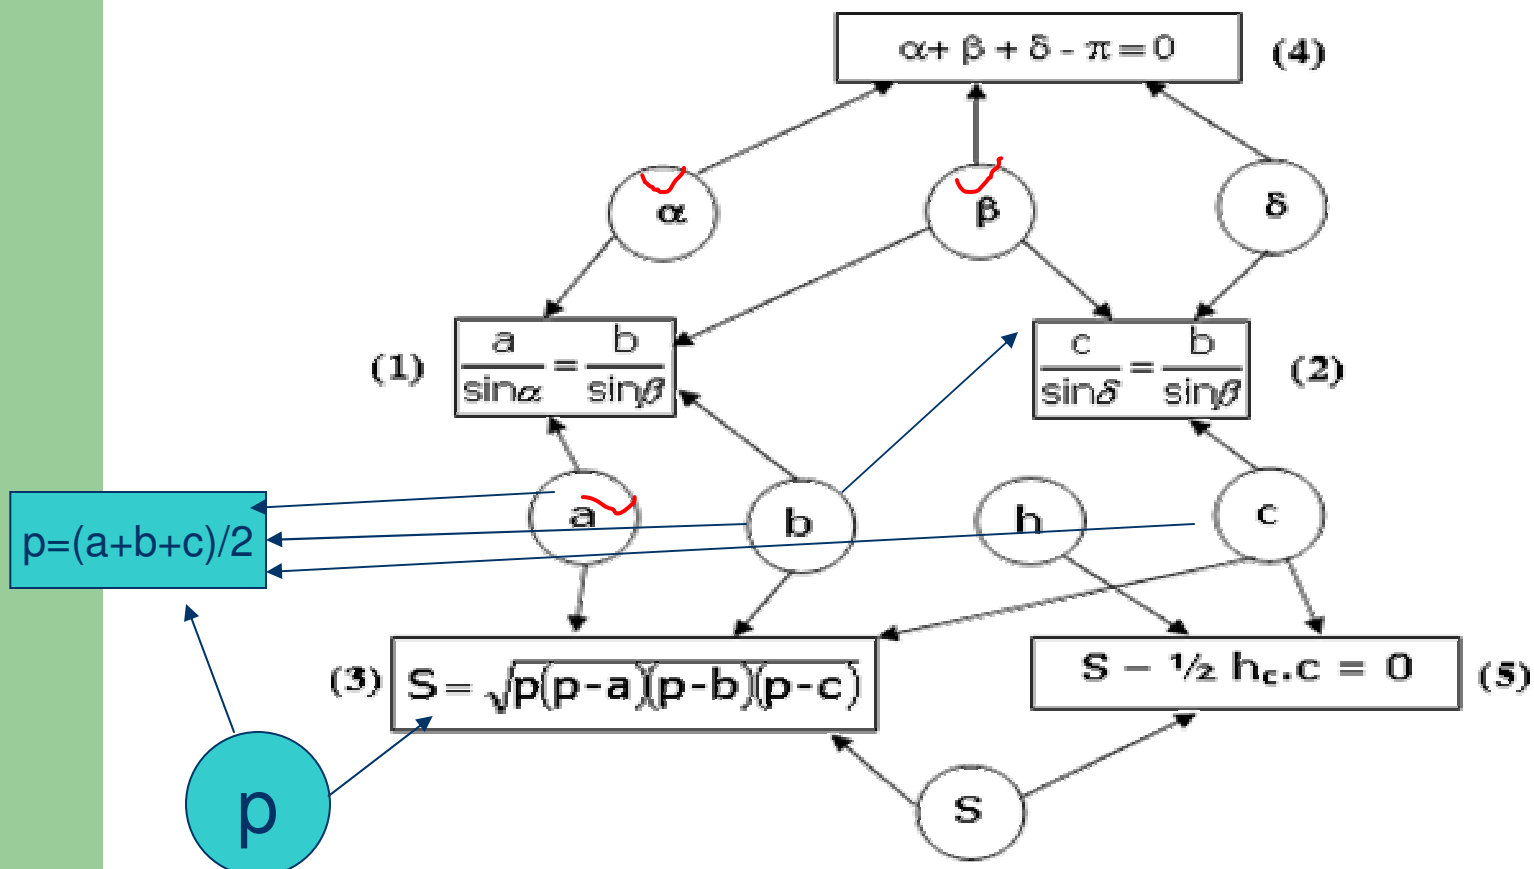 α+ β + δ - π = 0 (4)
α β δ
(1) a/sinα = b/sinβ
c/sinδ = b/sinβ (2)
a b h c
p=(a+b+c)/2
(3) S = √p(p-a)(p-b)(p-c)
S – ½ hc.c = 0 (5)
p
S